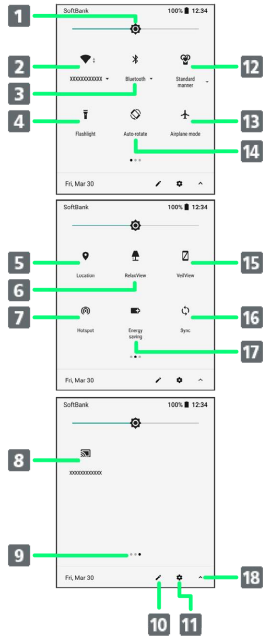 1
SoftBank 100% 12:34
2
XXXXXXXXXXXX Bluetooth Standard manner
3
12
4
Flashlight Auto-rotate Airplane mode
13
14
Fri, Mar 30
SoftBank 100% 12:34
5
Location RelaxView VeilView
15
6
7
Hotspot Energy saving Sync
16
17
Fri, Mar 30
SoftBank 100% 12:34
8
XXXXXXXXXXXX
9
Fri, Mar 30
18
10 11